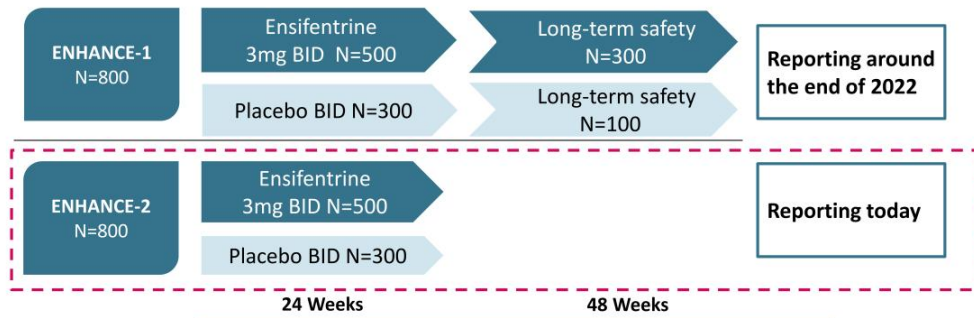 ENHANCE-1
N=800
Ensifentrine
3mg BID N=500
Long-term safety
N=300
Placebo BID N=300
Long-term safety
N=100
Reporting around
the end of 2022
ENHANCE-2
N=800
Ensifentrine
3mg BID N=500
Placebo BID N=300
Reporting today
24 Weeks
48 Weeks